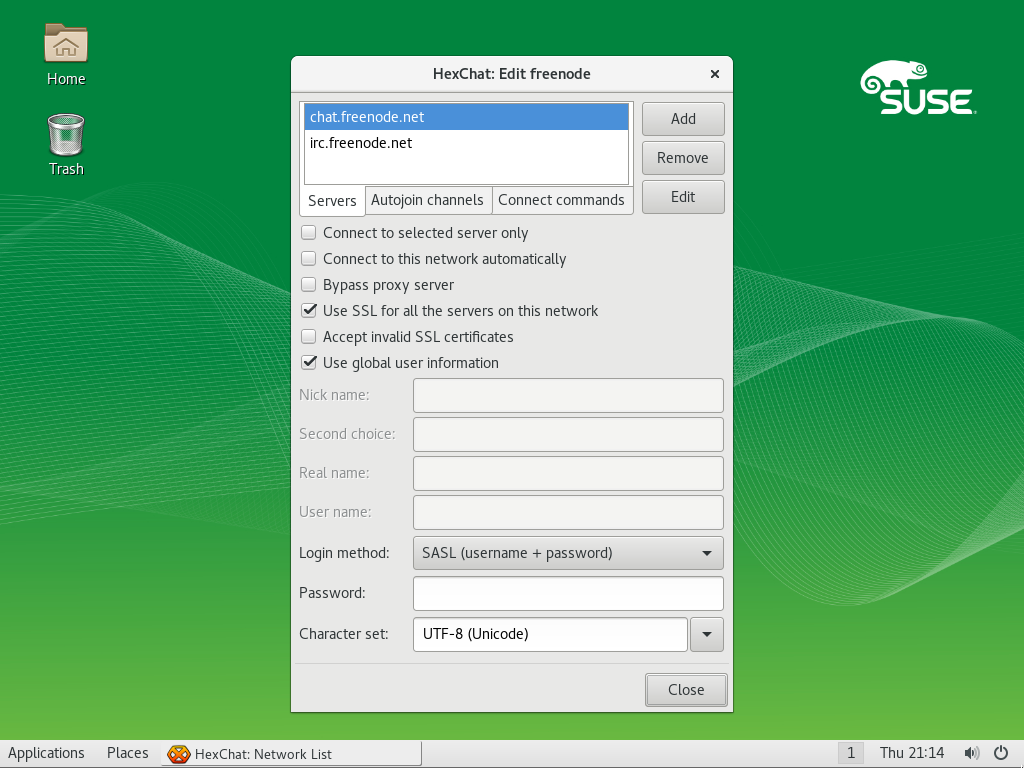 Home
Trash
SUSE
HexChat: Edit freenode
chat.freenode.net
irc.freenode.net
Add
Remove
Edit
Servers
Autojoin channels
Connect commands
Connect to selected server only
Connect to this network automatically
Bypass proxy server
Use SSL for all the servers on this network
Accept invalid SSL certificates
Use global user information
Nick name:
Second choice:
Real name:
User name:
Login method: SASL (username + password)
Password:
Character set: UTF-8 (Unicode)
Close
Applications Places HexChat: Network List 1 Thu 21:14